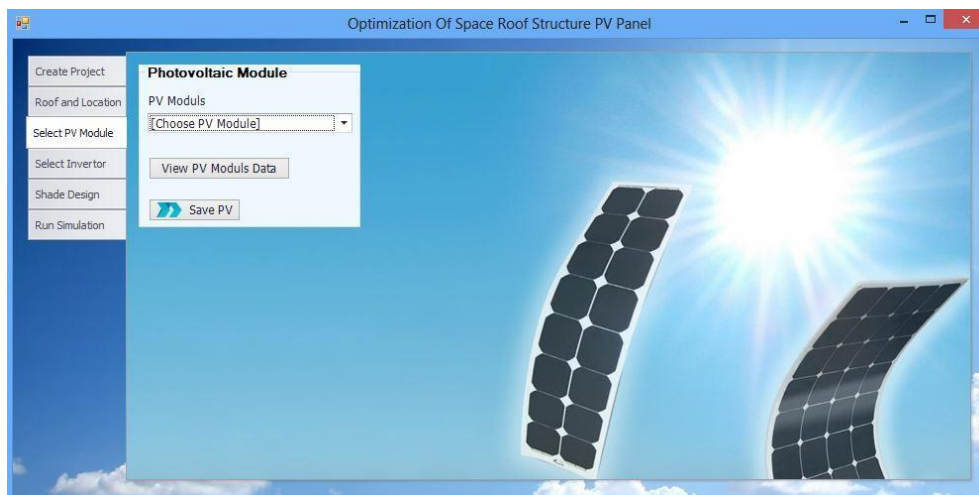 Optimization Of Space Roof Structure PV Panel
Create Project
Roof and Location
Select PV Module
Select Invertor
Shade Design
Run Simulation
Photovoltaic Module
PV Moduls
[Choose PV Module]
View PV Moduls Data
Save PV